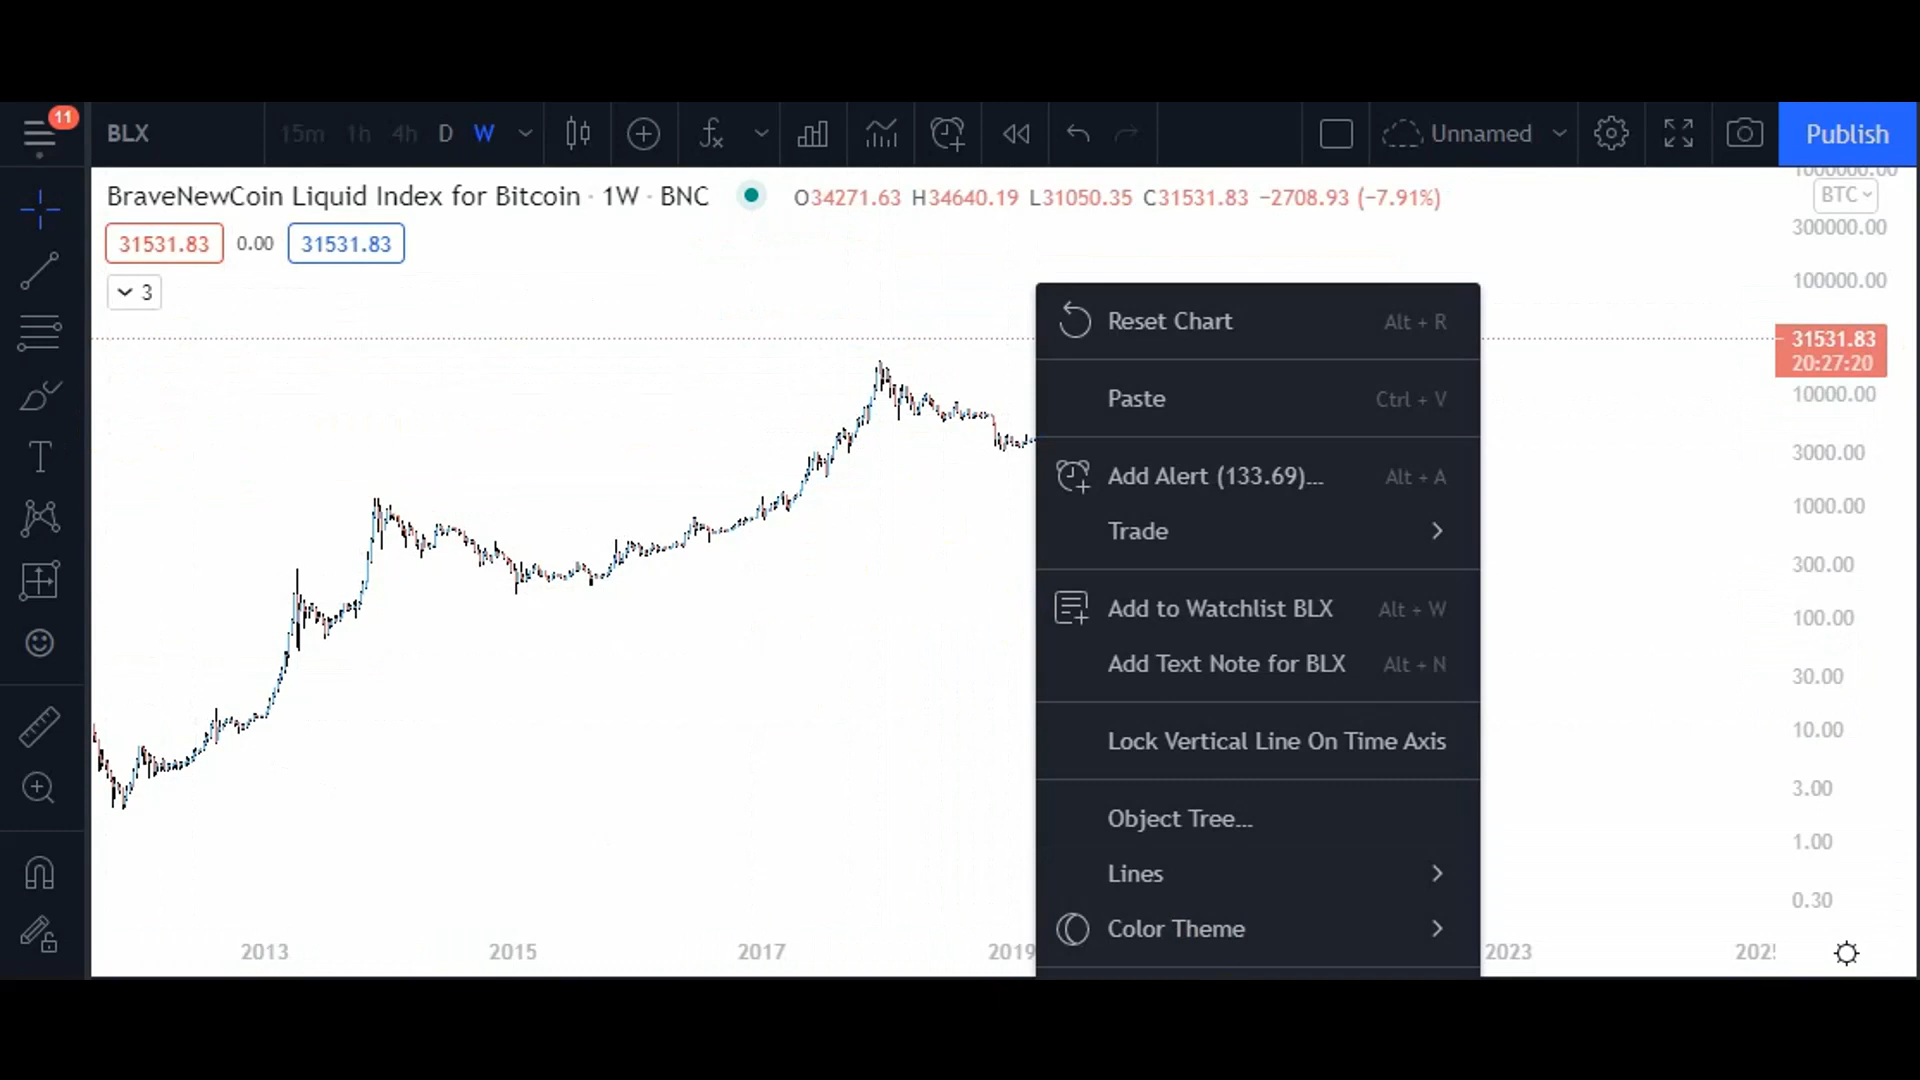 11
BLX 15m 1h 4h D W Unnamed Publish
BraveNewCoin Liquid Index for Bitcoin · 1W · BNC O34271.63 H34640.19 L31050.35 C31531.83 −2708.93 (−7.91%)
31531.83 0.00 31531.83
3
1000000.00
BTC
300000.00
100000.00
31531.83
20:27:20
10000.00
3000.00
1000.00
300.00
100.00
30.00
10.00
3.00
1.00
0.30
Reset Chart Alt + R
Paste Ctrl + V
Add Alert (133.69)... Alt + A
Trade
Add to Watchlist BLX Alt + W
Add Text Note for BLX Alt + N
Lock Vertical Line On Time Axis
Object Tree...
Lines
Color Theme
2013 2015 2017 2019 2023